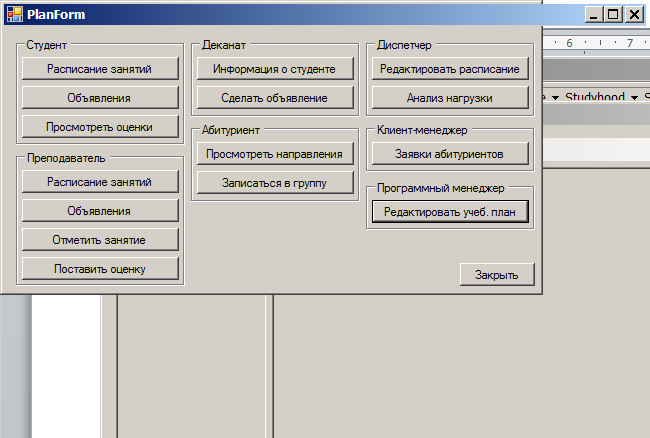 PlanForm
Студент
Расписание занятий
Объявления
Просмотреть оценки
Преподаватель
Расписание занятий
Объявления
Отметить занятие
Поставить оценку
Деканат
Информация о студенте
Сделать объявление
Абитуриент
Просмотреть направления
Записаться в группу
Диспетчер
Редактировать расписание
Анализ нагрузки
Клиент-менеджер
Заявки абитуриентов
Программный менеджер
Редактировать учеб. план
Закрыть
6 7
Studyhood